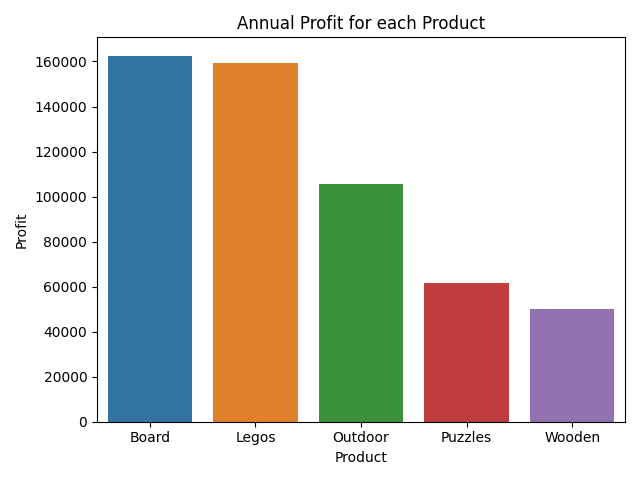 Annual Profit for each Product
160000
140000
120000
100000
80000
60000
40000
20000
0
Profit
Board Legos Outdoor Puzzles Wooden
Product